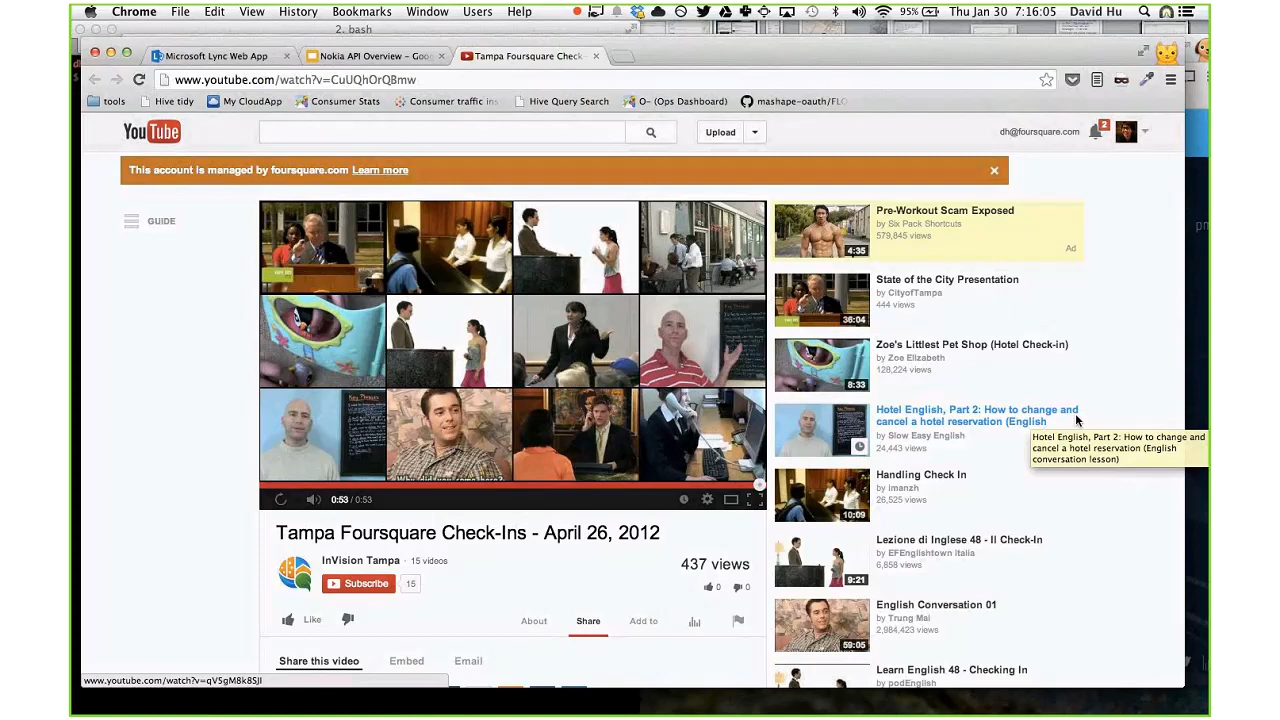 Chrome File Edit View History Bookmarks Window Users Help 95% Thu Jan 30 7:16:05 David Hu
2. bash
Microsoft Lync Web App
Nokia API Overview – Goo
Tampa Foursquare Check-
www.youtube.com/watch?v=CuUQhOrQBmw
tools Hive tidy My CloudApp Consumer Stats Consumer traffic ins Hive Query Search O- (Ops Dashboard) mashape-oauth/FLO
YouTube
Upload
dh@foursquare.com
2
This account is managed by foursquare.com Learn more
GUIDE
Pre-Workout Scam Exposed
by Six Pack Shortcuts
579,845 views
Ad
4:35
State of the City Presentation
by CityofTampa
444 views
36:04
Zoe's Littlest Pet Shop (Hotel Check-in)
by Zoe Elizabeth
128,224 views
8:33
Hotel English, Part 2: How to change and
cancel a hotel reservation (English
by Slow Easy English
24,443 views
Hotel English, Part 2: How to change and
cancel a hotel reservation (English
conversation lesson)
Handling Check In
by imanzh
26,525 views
10:09
Lezione di Inglese 48 - Il Check-In
by EFEnglishtown Italia
6,858 views
9:21
English Conversation 01
by Trung Mai
2,984,423 views
59:05
Learn English 48 - Checking In
by podEnglish
0:53 / 0:53
Tampa Foursquare Check-Ins - April 26, 2012
InVision Tampa · 15 videos
Subscribe 15
437 views
0 0
Like
About Share Add to
Share this video Embed Email
www.youtube.com/watch?v=qV5gM8k8SJI